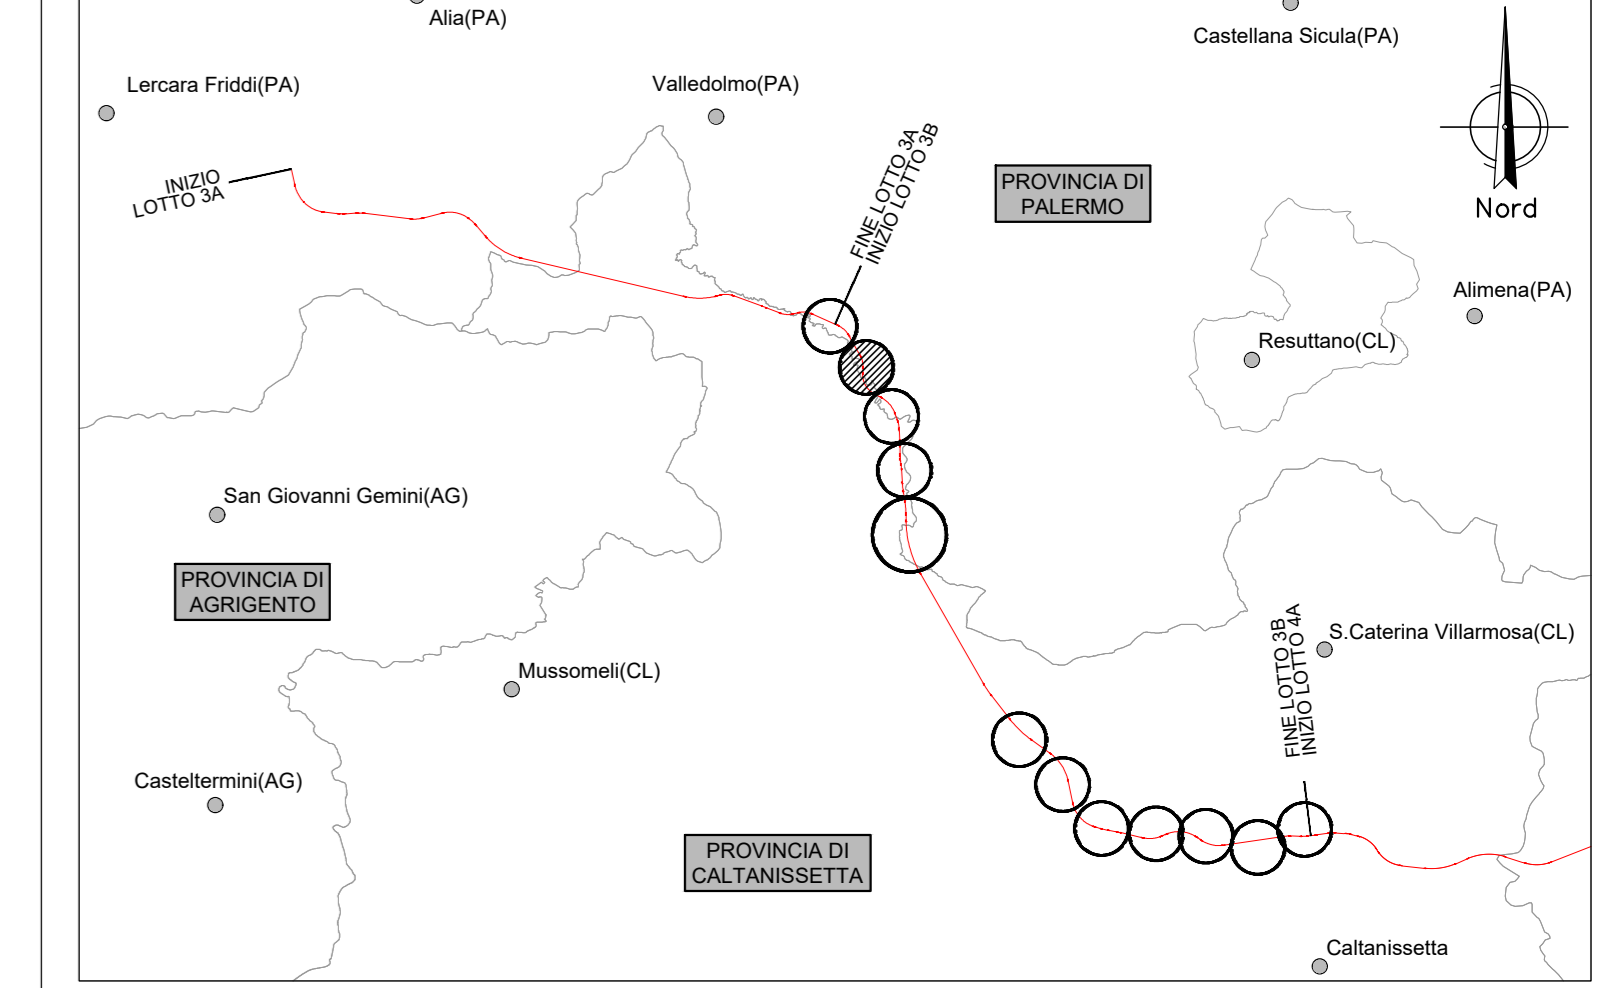 Alia(PA)
Castellana Sicula(PA)
Lercara Friddi(PA)
Valledolmo(PA)
INIZIO
LOTTO 3A
FINE LOTTO 3A
INIZIO LOTTO 3B
PROVINCIA DI
PALERMO
Nord
Alimena(PA)
Resuttano(CL)
San Giovanni Gemini(AG)
PROVINCIA DI
AGRIGENTO
FINE LOTTO 3B
INIZIO LOTTO 4A
S.Caterina Villarmosa(CL)
Mussomeli(CL)
Casteltermini(AG)
PROVINCIA DI
CALTANISSETTA
Caltanissetta